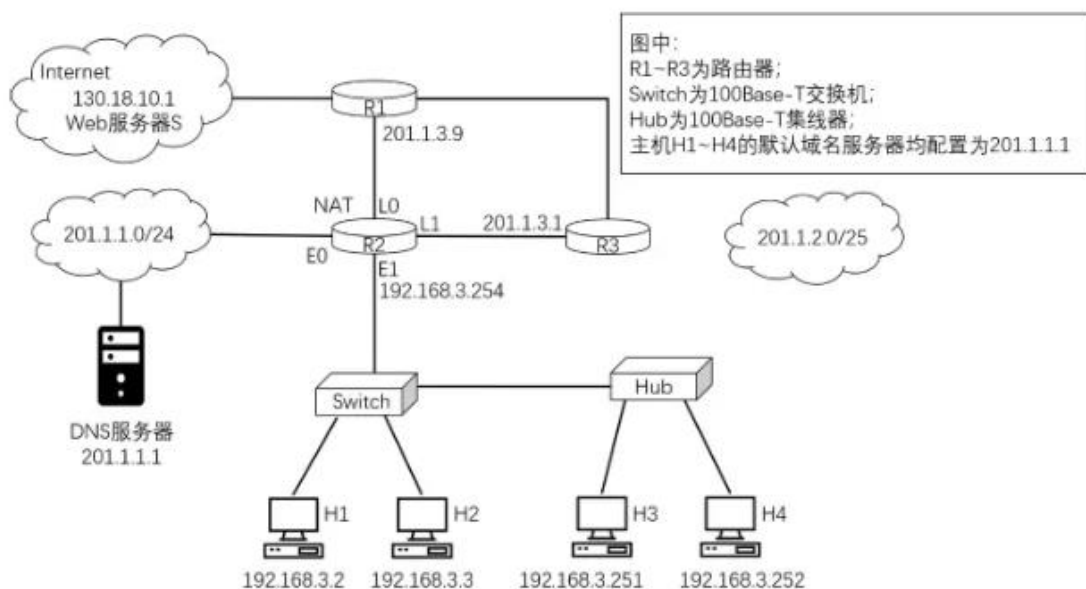 Internet
130.18.10.1
Web服务器S
R1
201.1.3.9
图中:
R1~R3为路由器;
Switch为100Base-T交换机;
Hub为100Base-T集线器;
主机H1~H4的默认域名服务器均配置为201.1.1.1
NAT
L0
201.1.1.0/24
L1
201.1.3.1
R2
R3
201.1.2.0/25
E0
E1
192.168.3.254
Switch
Hub
DNS服务器
201.1.1.1
H1
H2
H3
H4
192.168.3.2
192.168.3.3
192.168.3.251
192.168.3.252